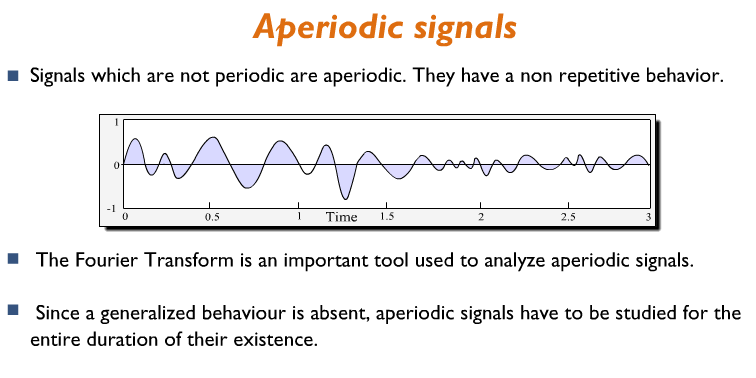 Aperiodic signals
Signals which are not periodic are aperiodic. They have a non repetitive behavior.
1
0
-1
0 0.5 1 Time 1.5 2 2.5 3
The Fourier Transform is an important tool used to analyze aperiodic signals.
Since a generalized behaviour is absent, aperiodic signals have to be studied for the
entire duration of their existence.